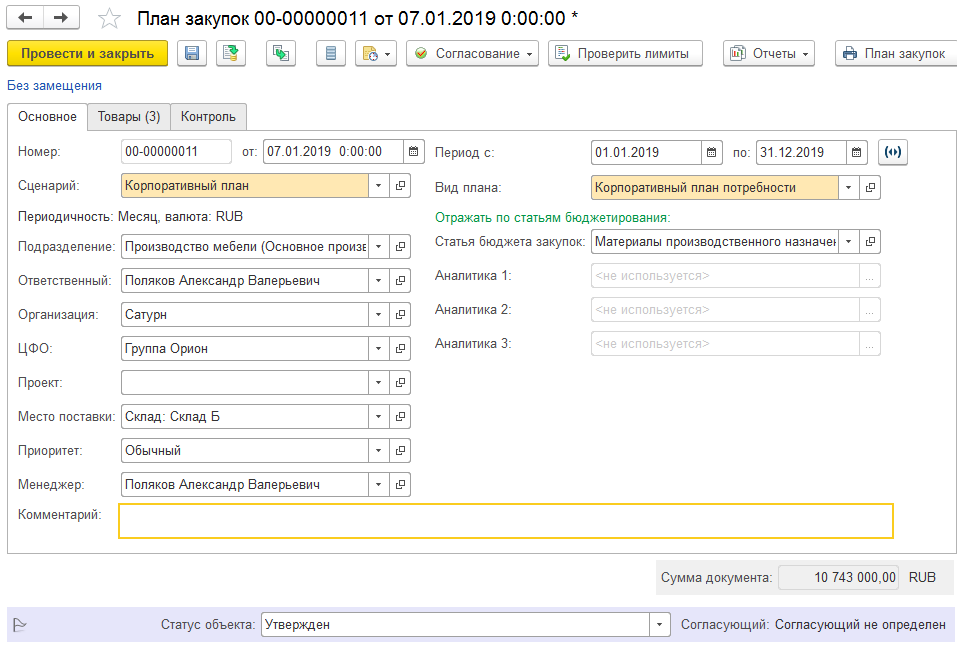 План закупок 00-00000011 от 07.01.2019 0:00:00 *
Провести и закрыть Согласование Проверить лимиты Отчеты План закупок
Без замещения
Основное Товары (3) Контроль
Номер: 00-00000011 от: 07.01.2019 0:00:00 Период с: 01.01.2019 по: 31.12.2019
Сценарий: Корпоративный план Вид плана: Корпоративный план потребности
Периодичность: Месяц, валюта: RUB Отражать по статьям бюджетирования:
Подразделение: Производство мебели (Основное произв Статья бюджета закупок: Материалы производственного назначен
Ответственный: Поляков Александр Валерьевич Аналитика 1: <не используется> ...
Организация: Сатурн Аналитика 2: <не используется> ...
ЦФО: Группа Орион Аналитика 3: <не используется> ...
Проект:
Место поставки: Склад: Склад Б
Приоритет: Обычный
Менеджер: Поляков Александр Валерьевич
Комментарий:
Сумма документа: 10 743 000,00 RUB
Статус объекта: Утвержден Согласующий: Согласующий не определен